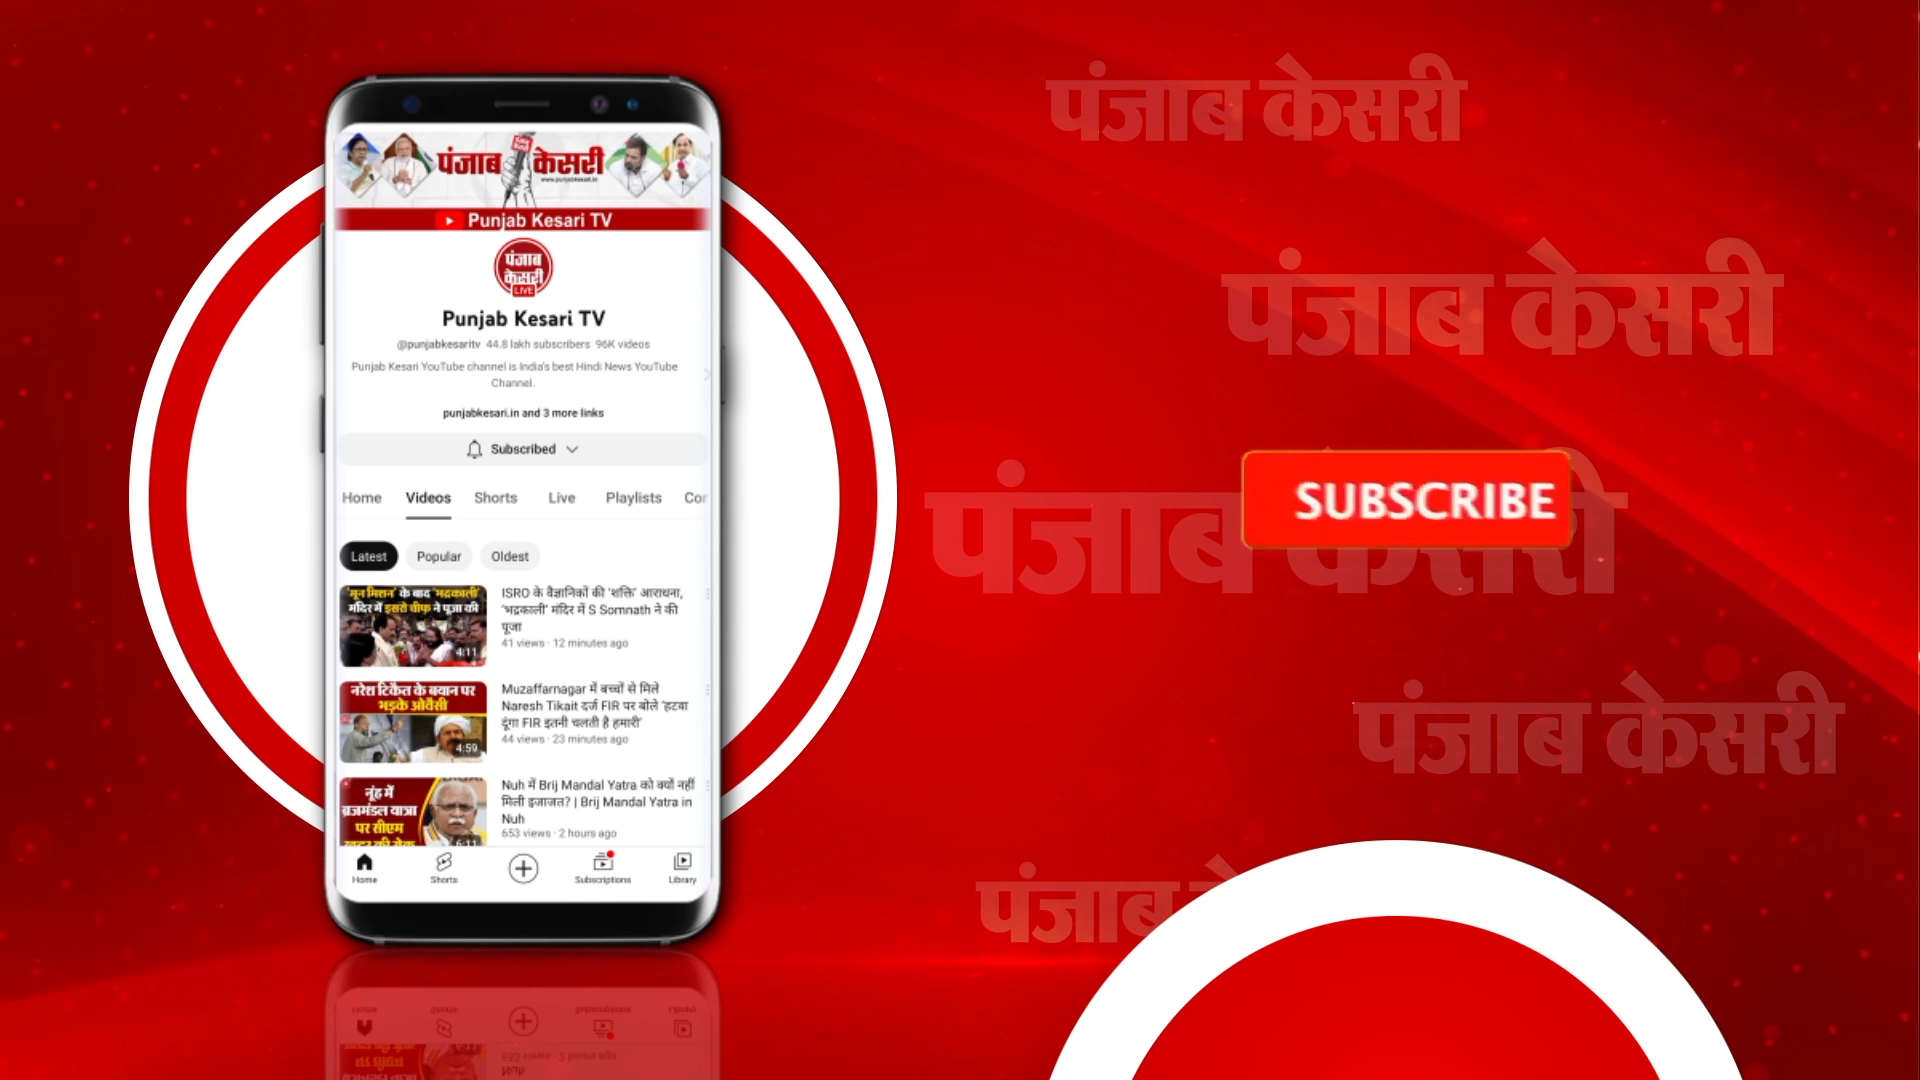 पंजाब केसरी
www.punjabkesari.in
Punjab Kesari TV
पंजाब
केसरी
LIVE
Punjab Kesari TV
@punjabkesaritv 44.8 lakh subscribers 96K videos
Punjab Kesari YouTube channel is India's best Hindi News YouTube
Channel.
punjabkesari.in and 3 more links
Subscribed
Home Videos Shorts Live Playlists Cor
Latest Popular Oldest
'मून मिशन' के बाद 'भद्रकाली'
मंदिर में इसरो चीफ ने पूजा की
4:11
ISRO के वैज्ञानिकों की 'शक्ति' आराधना,
'भद्रकाली' मंदिर में S Somnath ने की
पूजा
41 views · 12 minutes ago
नरेश टिकैत के बयान पर
भड़के ओवैसी
4:59
Muzaffarnagar में बच्चों से मिले
Naresh Tikait दर्ज FIR पर बोले 'हटवा
दूंगा FIR इतनी चलती है हमारी'
44 views · 23 minutes ago
नूंह में
ब्रजमंडल यात्रा
पर सीएम
6:11
Nuh में Brij Mandal Yatra को क्यों नहीं
मिली इजाजत? | Brij Mandal Yatra in
Nuh
653 views · 2 hours ago
Home Shorts Subscriptions Library
पंजाब केसरी
पंजाब केसरी
पंजाब केसरी
SUBSCRIBE
पंजाब केसरी
पंजाब के